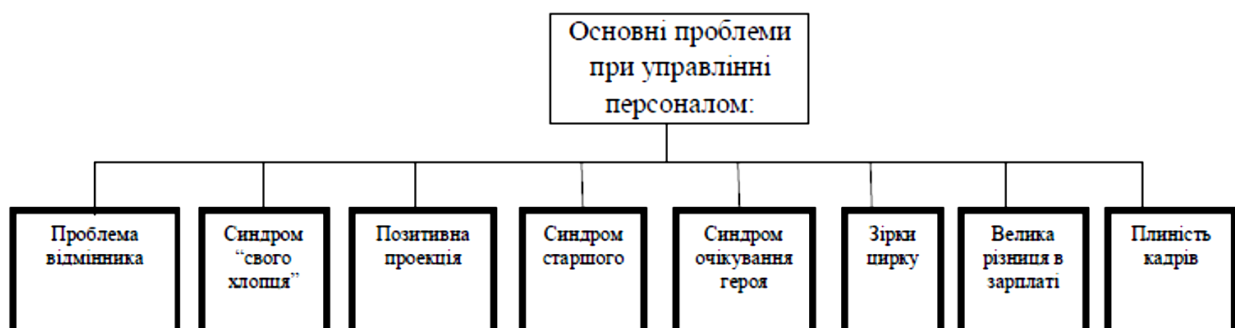 Основні проблеми
при управлінні
персоналом:
Проблема
відмінника
Синдром
“свого
хлопця”
Позитивна
проекція
Синдром
старшого
Синдром
очікування
героя
Зірки
цирку
Велика
різниця в
зарплаті
Плиність
кадрів